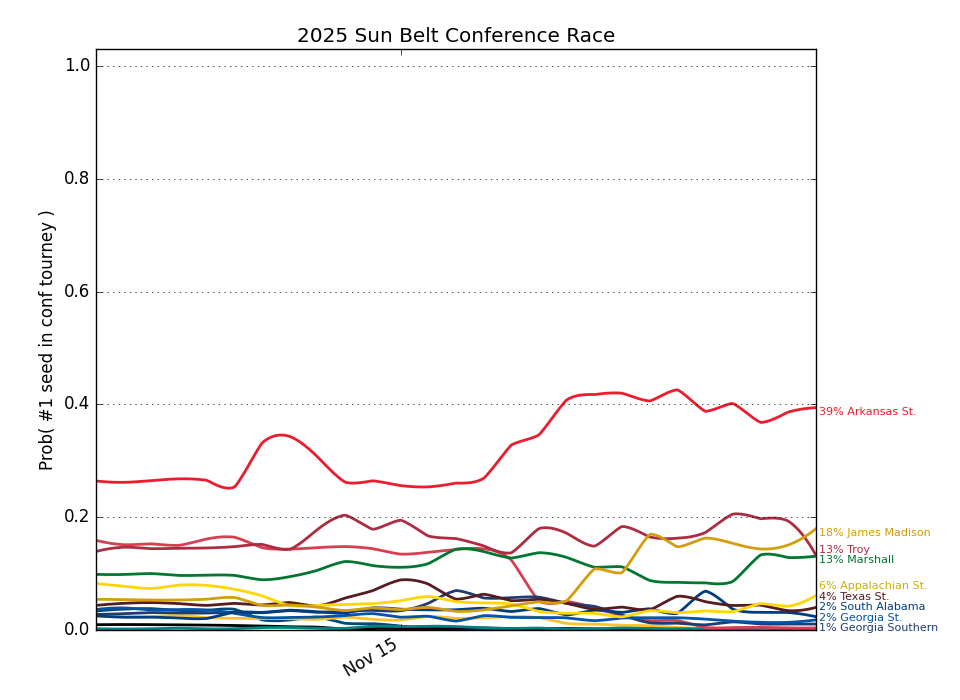 2025 Sun Belt Conference Race
Prob( #1 seed in conf tourney )
1.0
0.8
0.6
0.4
0.2
0.0
Nov 15
39% Arkansas St.
18% James Madison
13% Troy
13% Marshall
6% Appalachian St.
4% Texas St.
2% South Alabama
2% Georgia St.
1% Georgia Southern